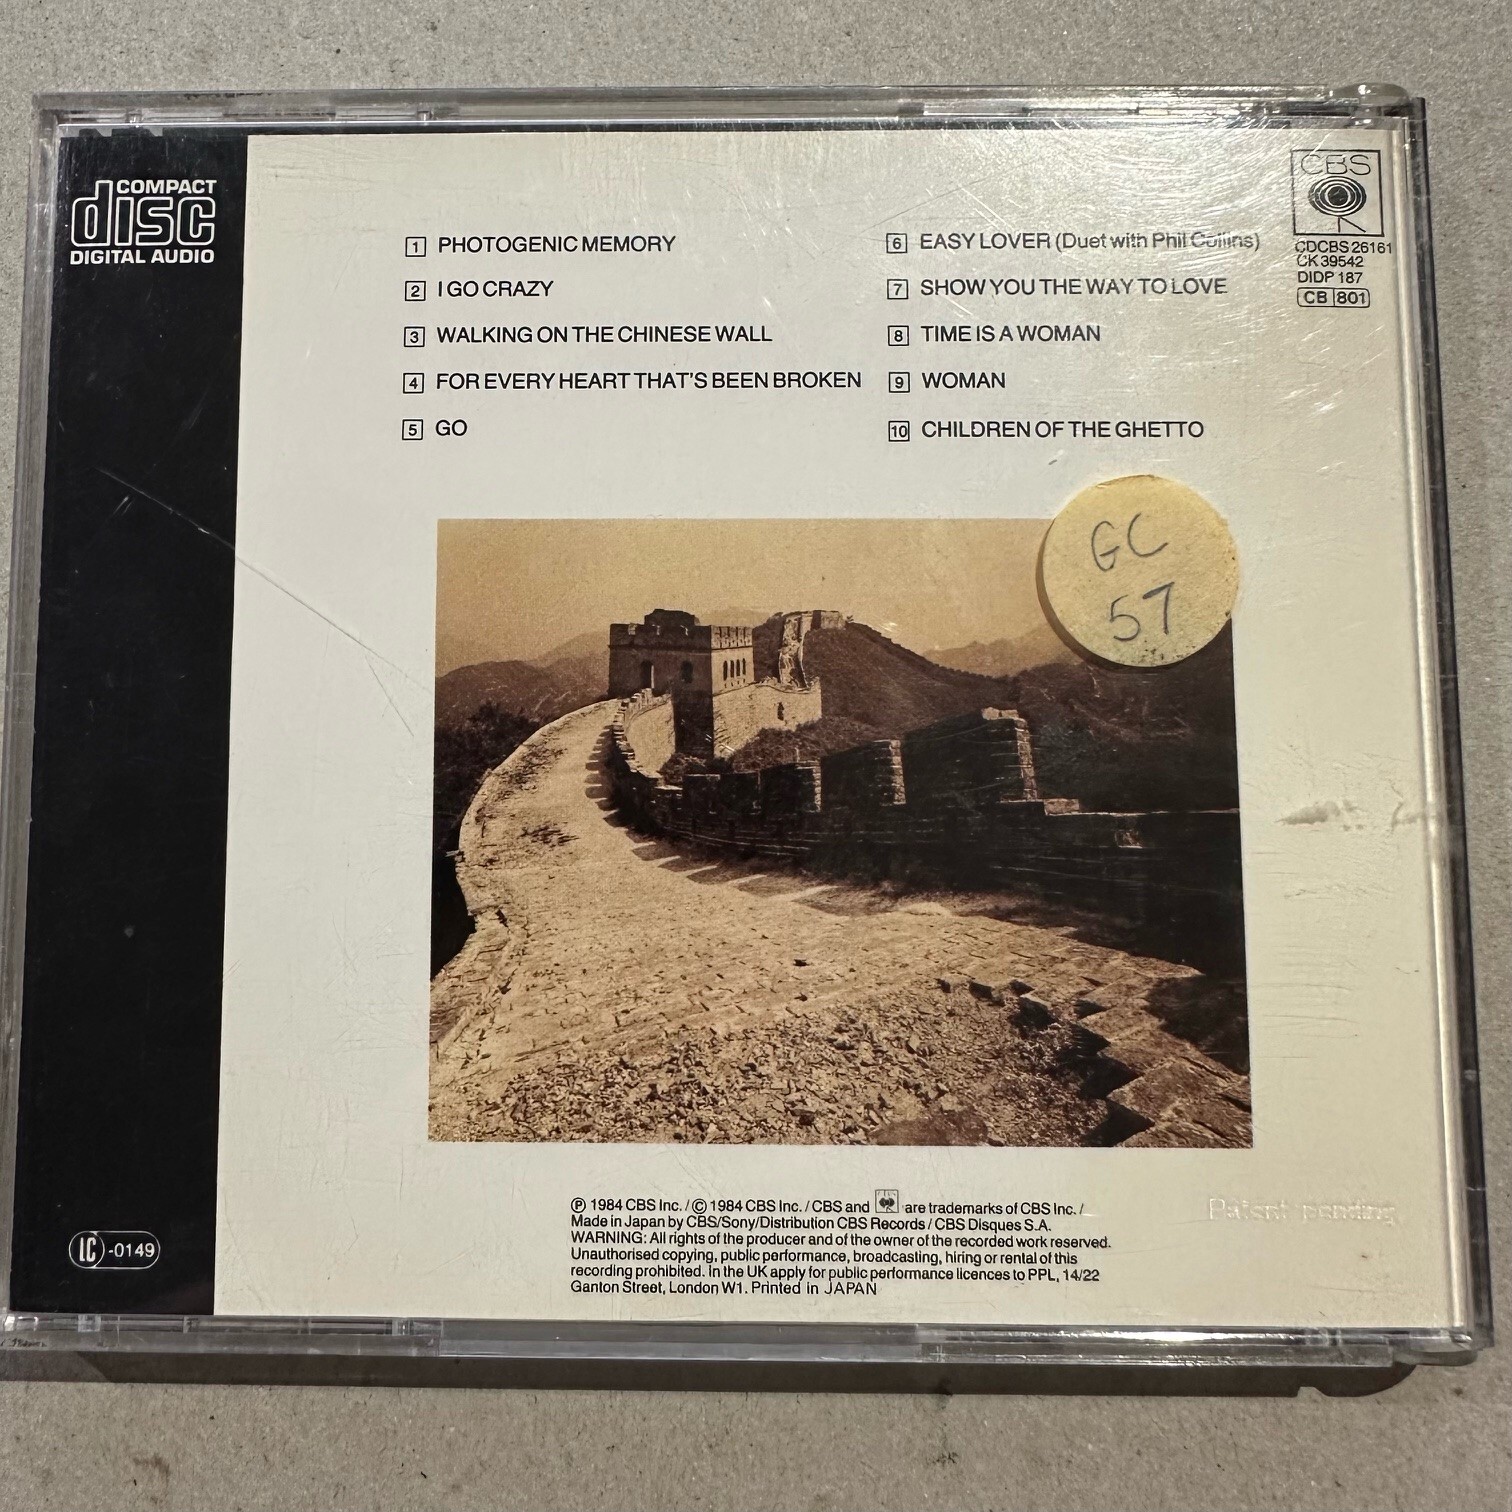 COMPACT
disc
DIGITAL AUDIO
1 PHOTOGENIC MEMORY
2 I GO CRAZY
3 WALKING ON THE CHINESE WALL
4 FOR EVERY HEART THAT'S BEEN BROKEN
5 GO
6 EASY LOVER (Duet with Phil Collins)
7 SHOW YOU THE WAY TO LOVE
8 TIME IS A WOMAN
9 WOMAN
10 CHILDREN OF THE GHETTO
CBS
CDCBS 26161
CK 39542
DIDP 187
CB 801
GC
57
Ⓟ 1984 CBS Inc. / © 1984 CBS Inc. / CBS and are trademarks of CBS Inc. /
Made in Japan by CBS/Sony/Distribution CBS Records / CBS Disques S.A.
WARNING: All rights of the producer and of the owner of the recorded work reserved.
Unauthorised copying, public performance, broadcasting, hiring or rental of this
recording prohibited. In the UK apply for public performance licences to PPL, 14/22
Ganton Street, London W1. Printed in JAPAN
Patent pending
LC-0149